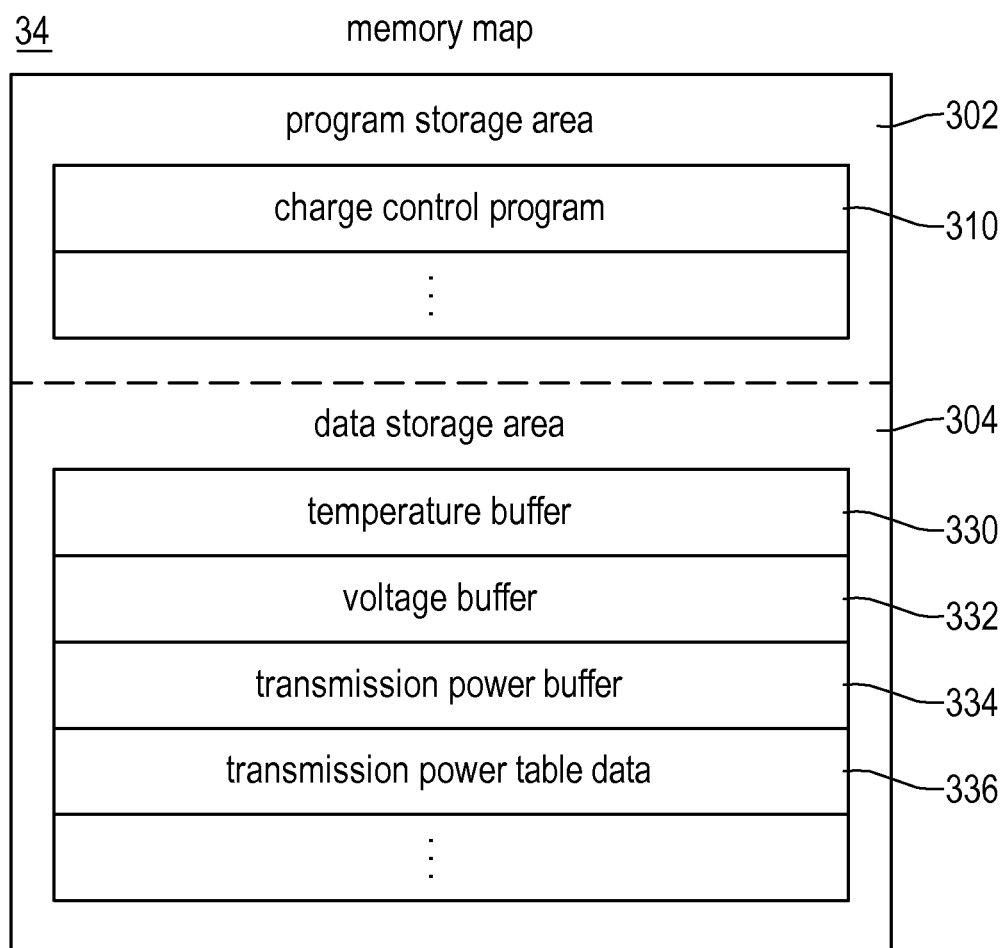 34
memory map
program storage area
302
charge control program
310
⋮
data storage area
304
temperature buffer
330
voltage buffer
332
transmission power buffer
334
transmission power table data
336
⋮